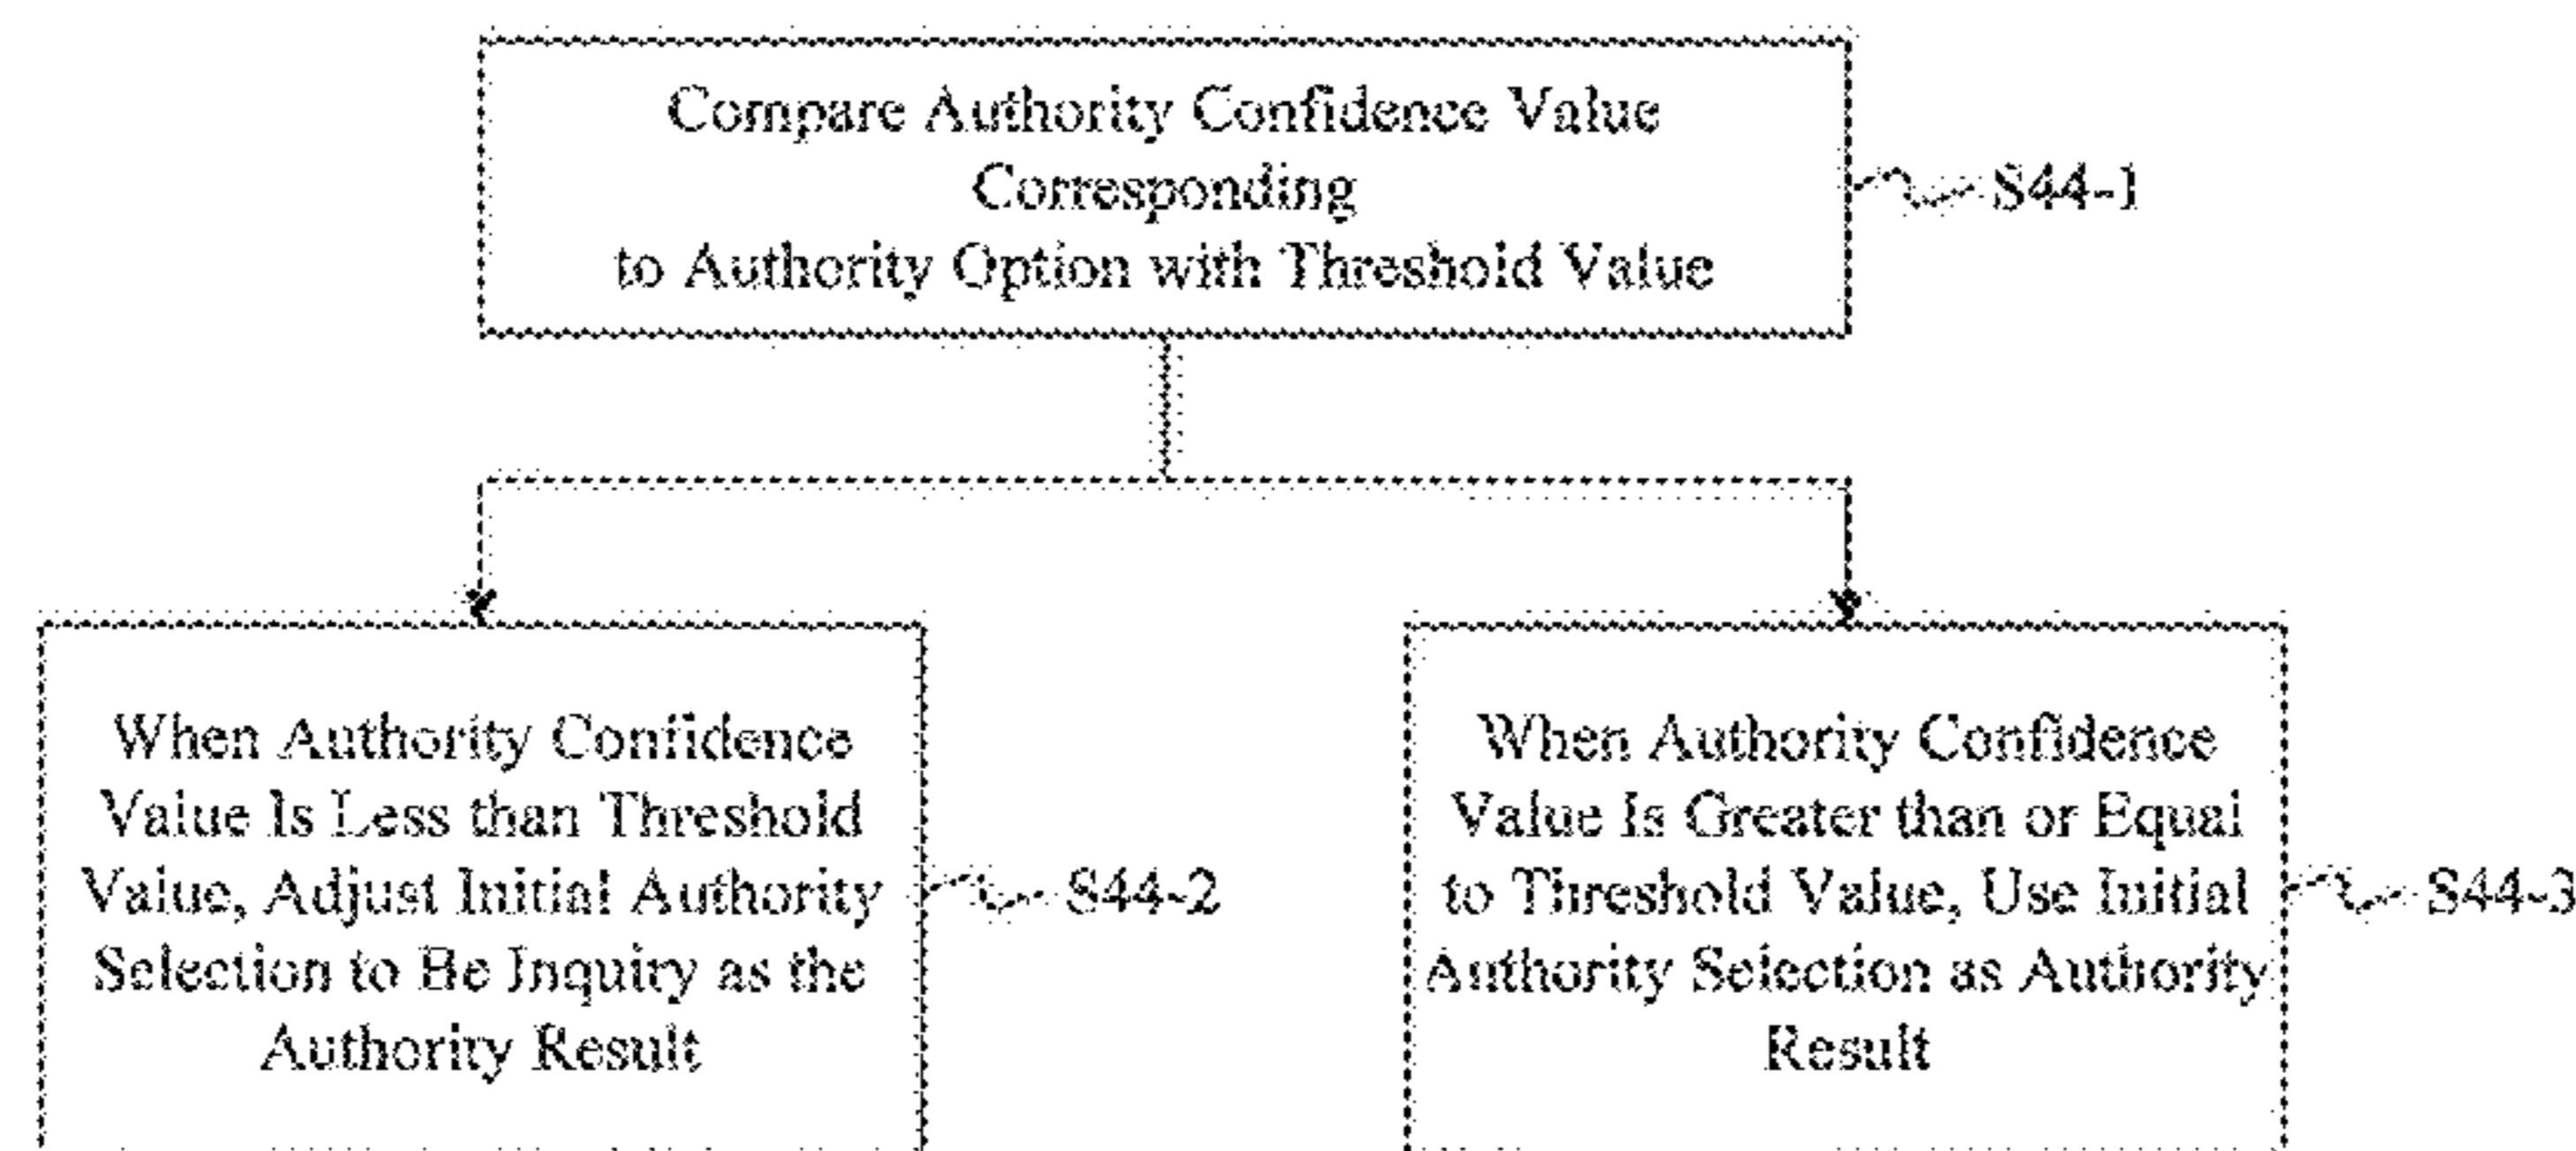 Compare Authority Confidence Value
Corresponding
to Authority Option with Threshold Value
S44-1
When Authority Confidence
Value Is Less than Threshold
Value, Adjust Initial Authority
Selection to Be Inquiry as the
Authority Result
S44-2
When Authority Confidence
Value Is Greater than or Equal
to Threshold Value, Use Initial
Authority Selection as Authority
Result
S44-3